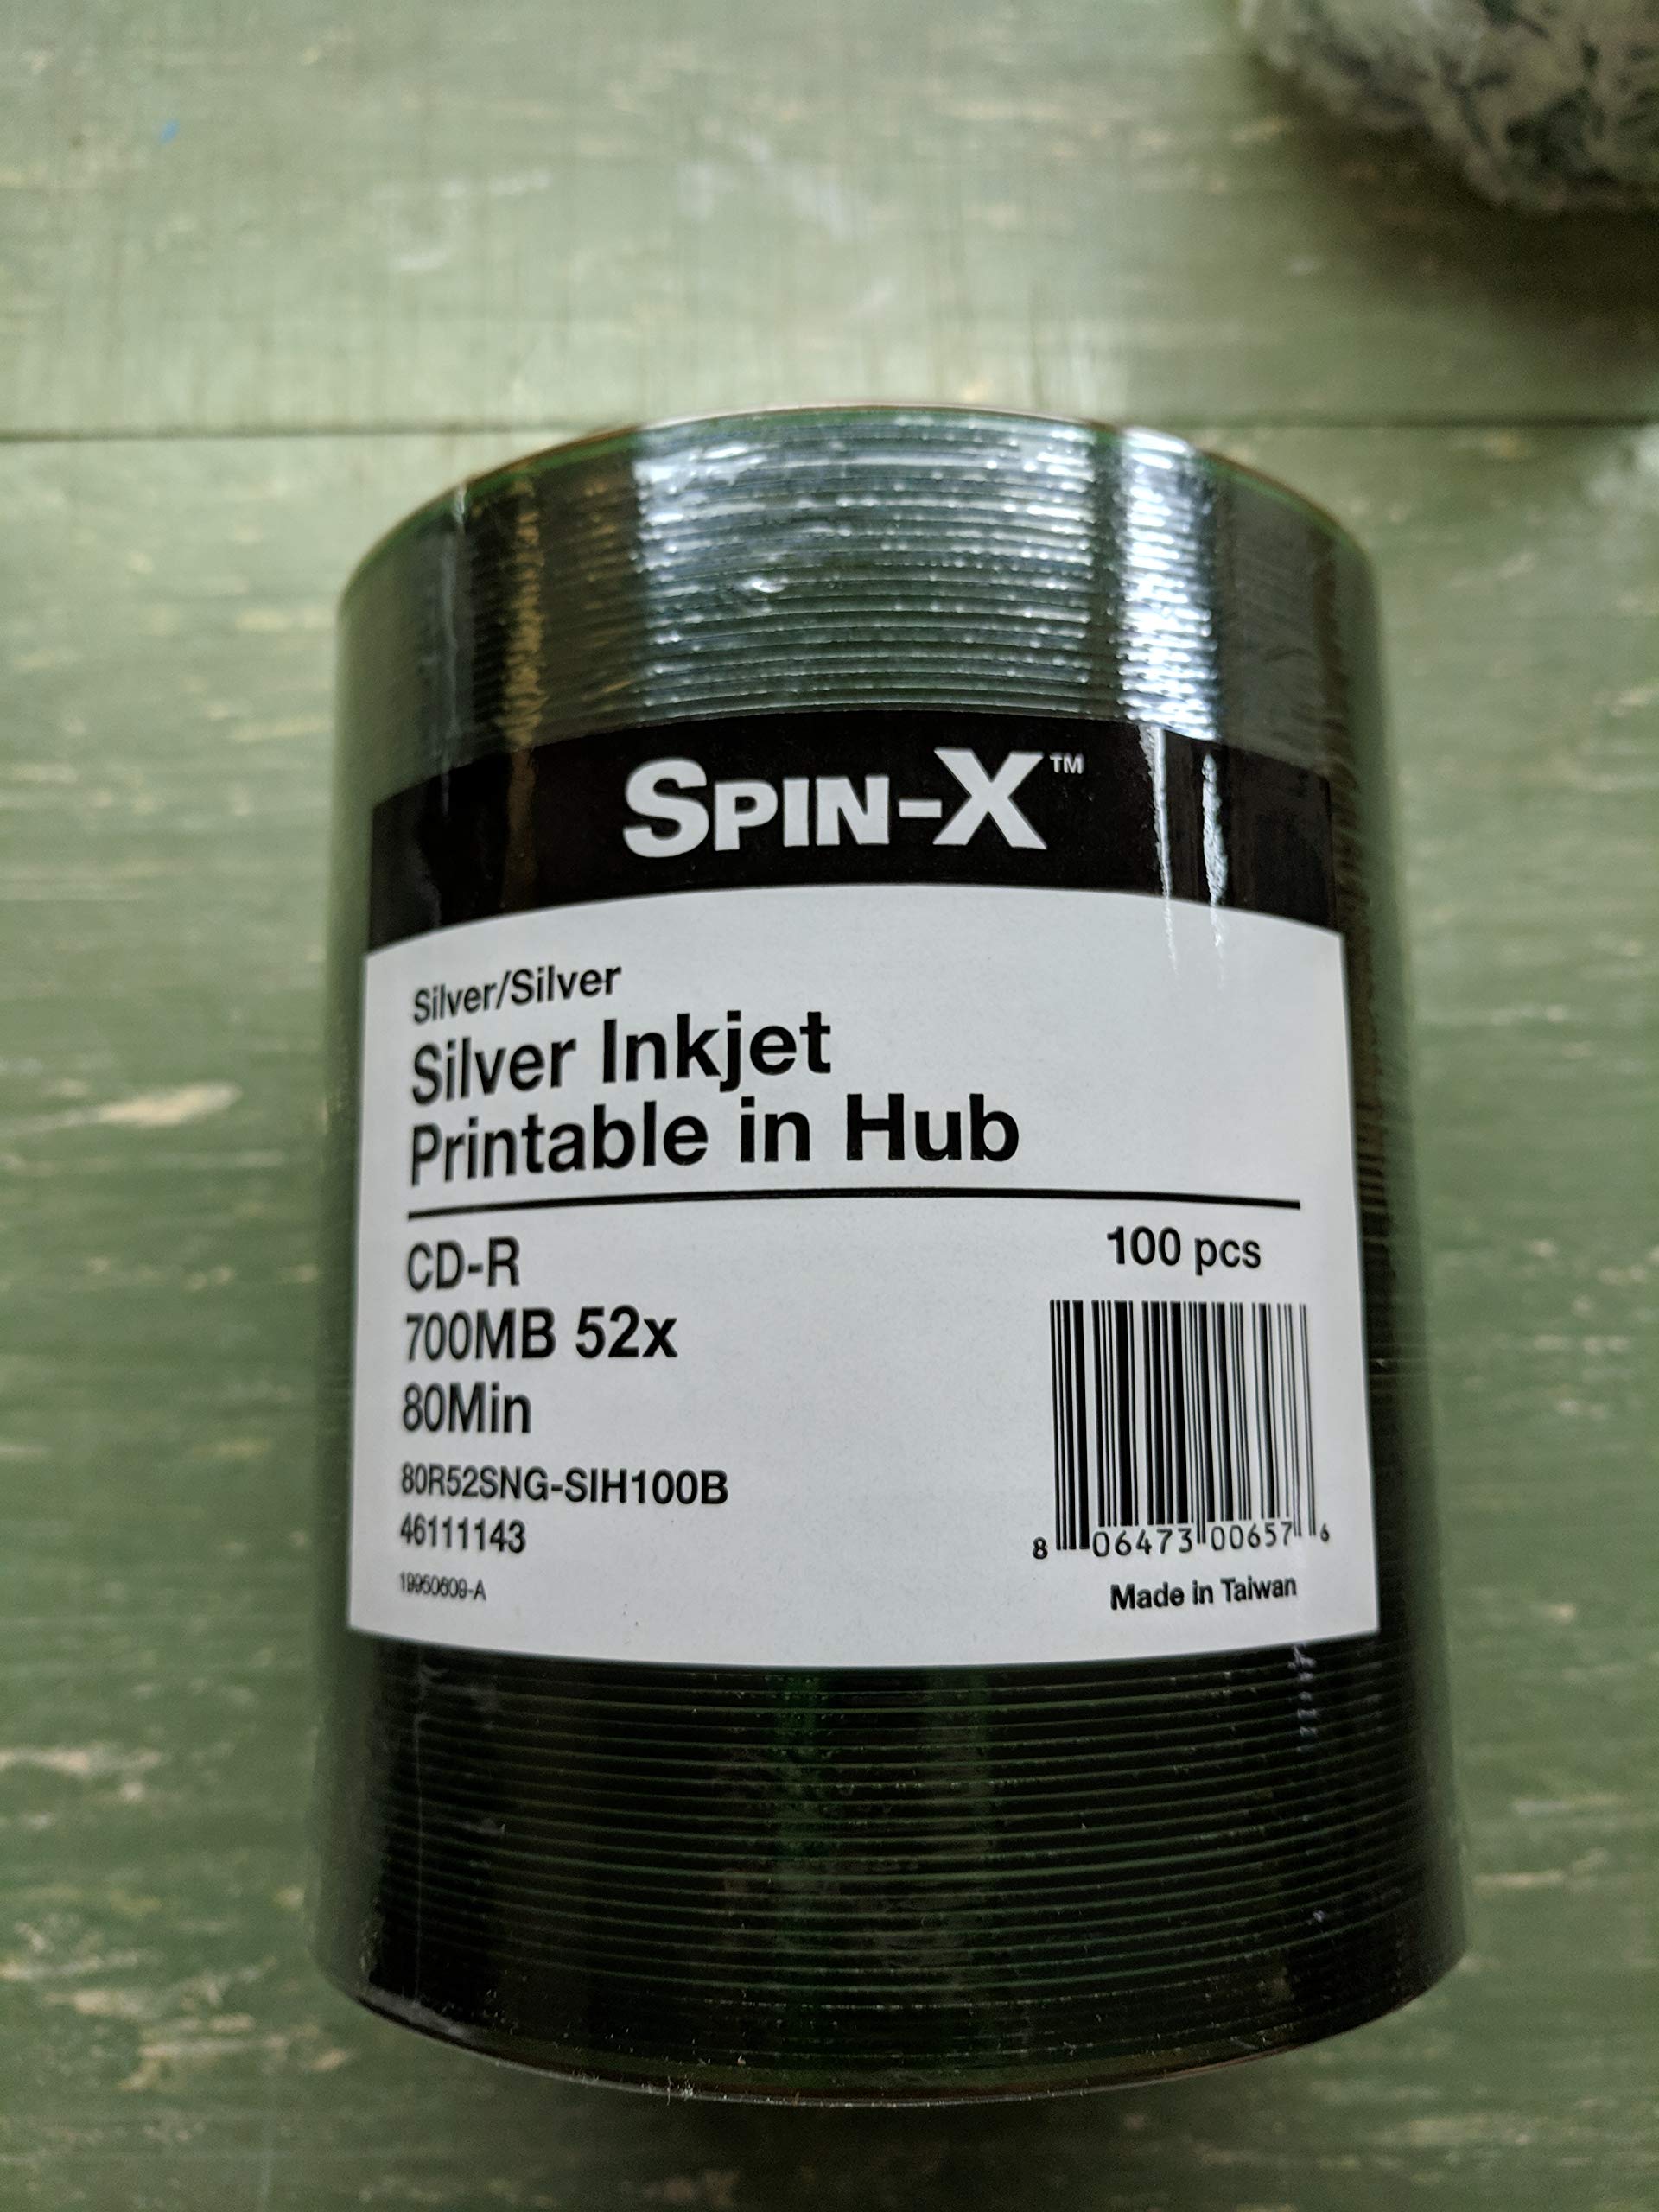 SPIN-X™
Silver/Silver
Silver Inkjet
Printable in Hub
CD-R
700MB 52x
80Min
80R52SNG-SIH100B
46111143
19950609-A
100 pcs
8 06473 00657 6
Made in Taiwan